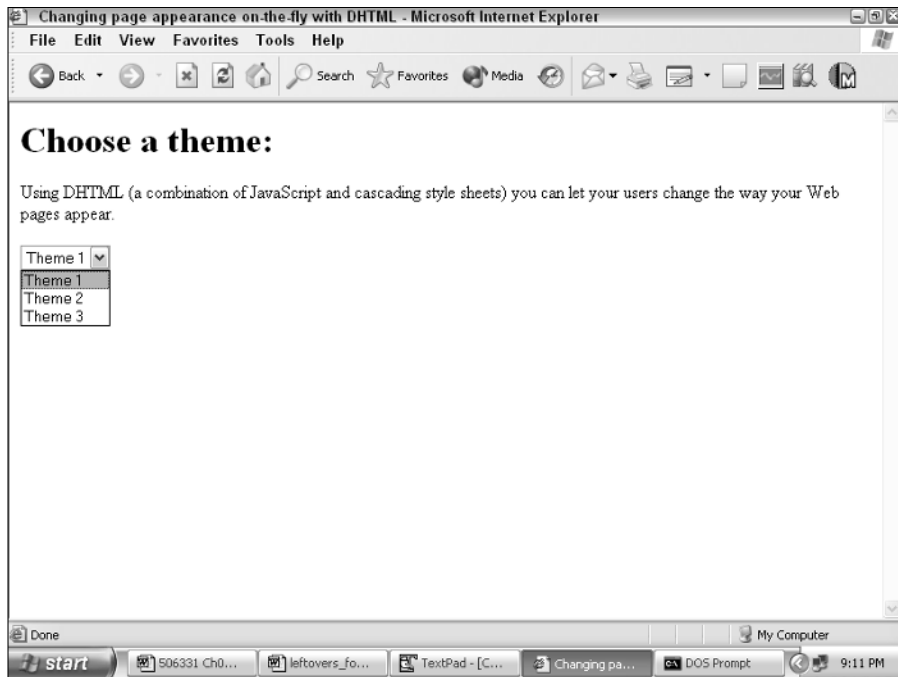 Changing page appearance on-the-fly with DHTML - Microsoft Internet Explorer
File Edit View Favorites Tools Help
Back Search Favorites Media
Choose a theme:
Using DHTML (a combination of JavaScript and cascading style sheets) you can let your users change the way your Web
pages appear.
Theme 1
Theme 1
Theme 2
Theme 3
Done My Computer
start 506331 Ch0... leftovers_fo... TextPad - [C... Changing pa... DOS Prompt 9:11 PM